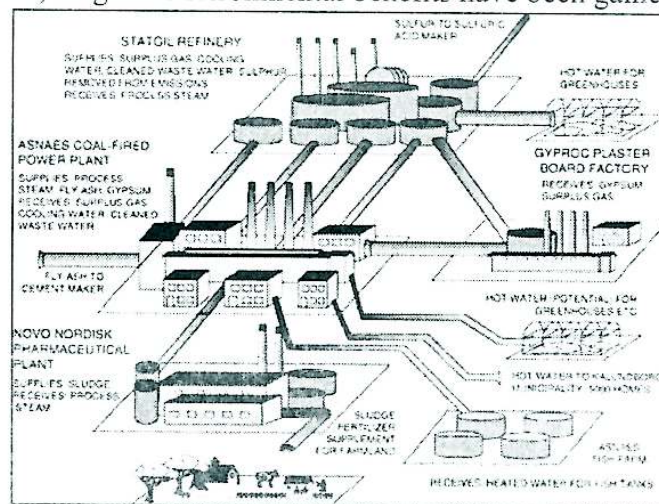 STATOIL REFINERY
SUPPLIES: SURPLUS GAS, COOLING
WATER, CLEANED WASTE WATER, SULPHUR
REMOVED FROM EMISSIONS
RECEIVES: PROCESS STEAM
SULFUR TO SULFURIC
ACID MAKER
HOT WATER FOR
GREENHOUSES
ASNAES COAL-FIRED
POWER PLANT
SUPPLIES: PROCESS
STEAM, FLY ASH, GYPSUM
RECEIVES: SURPLUS GAS
COOLING WATER, CLEANED
WASTE WATER
GYPROC PLASTER
BOARD FACTORY
RECEIVES: GYPSUM
SURPLUS GAS
FLY ASH TO
CEMENT MAKER
HOT WATER (POTENTIAL) FOR
GREENHOUSES ETC
NOVO NORDISK
PHARMACEUTICAL
PLANT
SUPPLIES: SLUDGE
RECEIVES: PROCESS
STEAM
HOT WATER TO KALUNDBORG
MUNICIPALITY: 5000 HOMES
SLUDGE
FERTILIZER
SUPPLEMENT
FOR FARMLAND
ASNAES
FISH FARM
RECEIVES: HEATED WATER FOR FISH TANKS